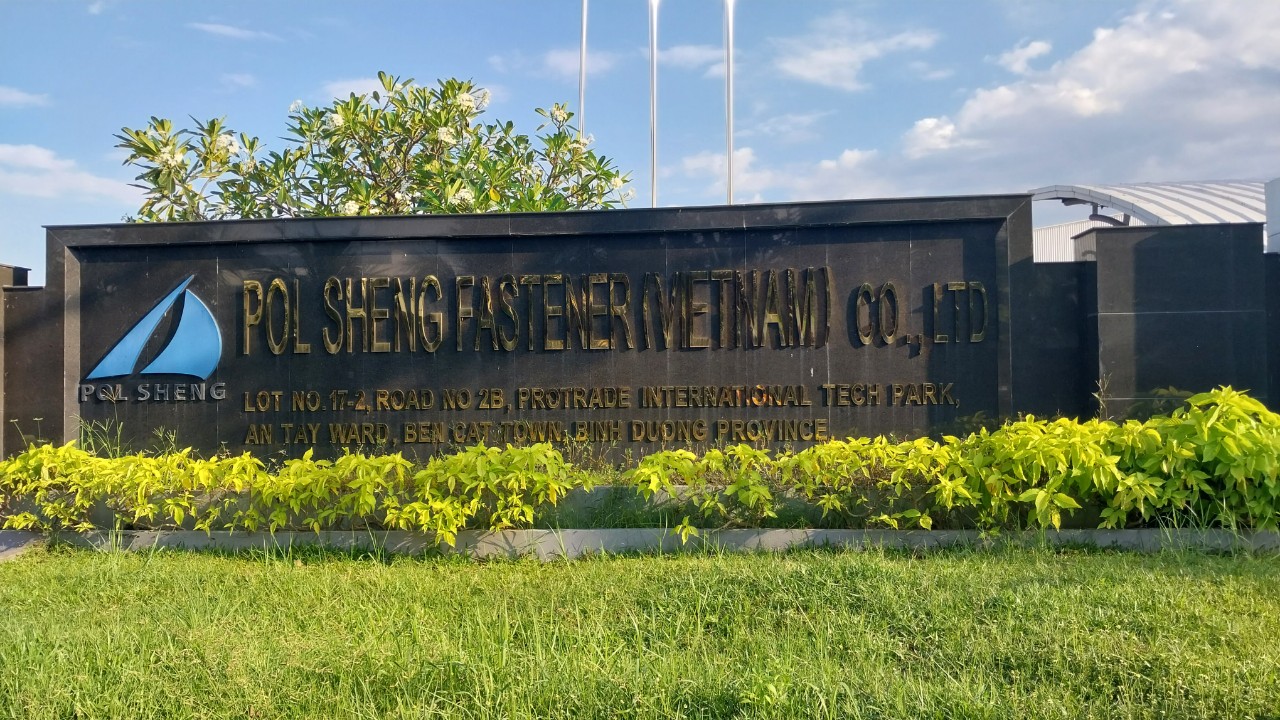 POL SHENG
POL SHENG FASTENER (VIETNAM) CO., LTD
LOT NO. 17-2, ROAD NO 2B, PROTRADE INTERNATIONAL TECH PARK,
AN TAY WARD, BEN CAT TOWN, BINH DUONG PROVINCE